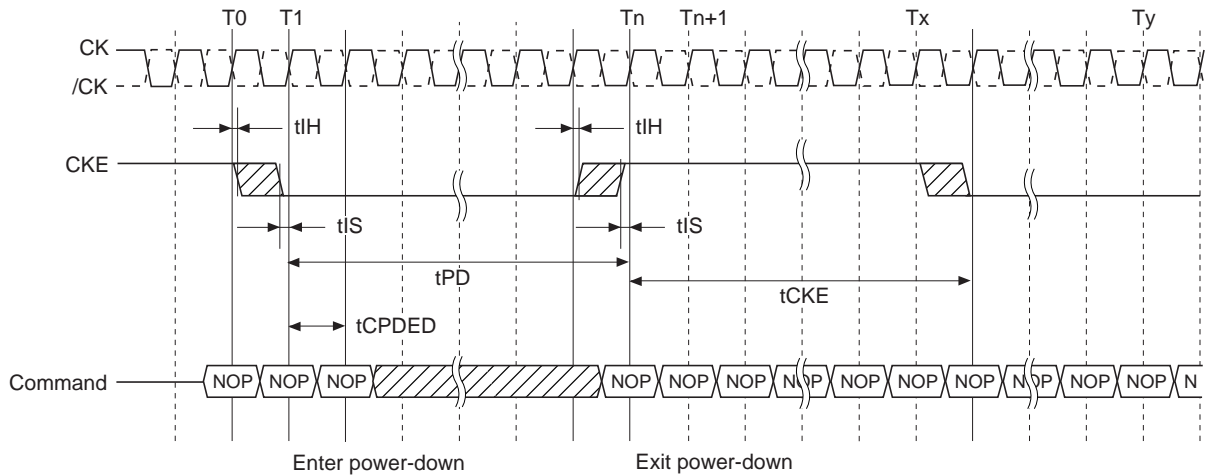 T0 T1 Tn Tn+1 Tx Ty
CK
/CK
tIH tIH
CKE
tIS tIS
tPD
tCKE
tCPDED
Command NOP NOP NOP NOP NOP NOP NOP NOP NOP NOP NOP NOP NOP N
Enter power-down Exit power-down